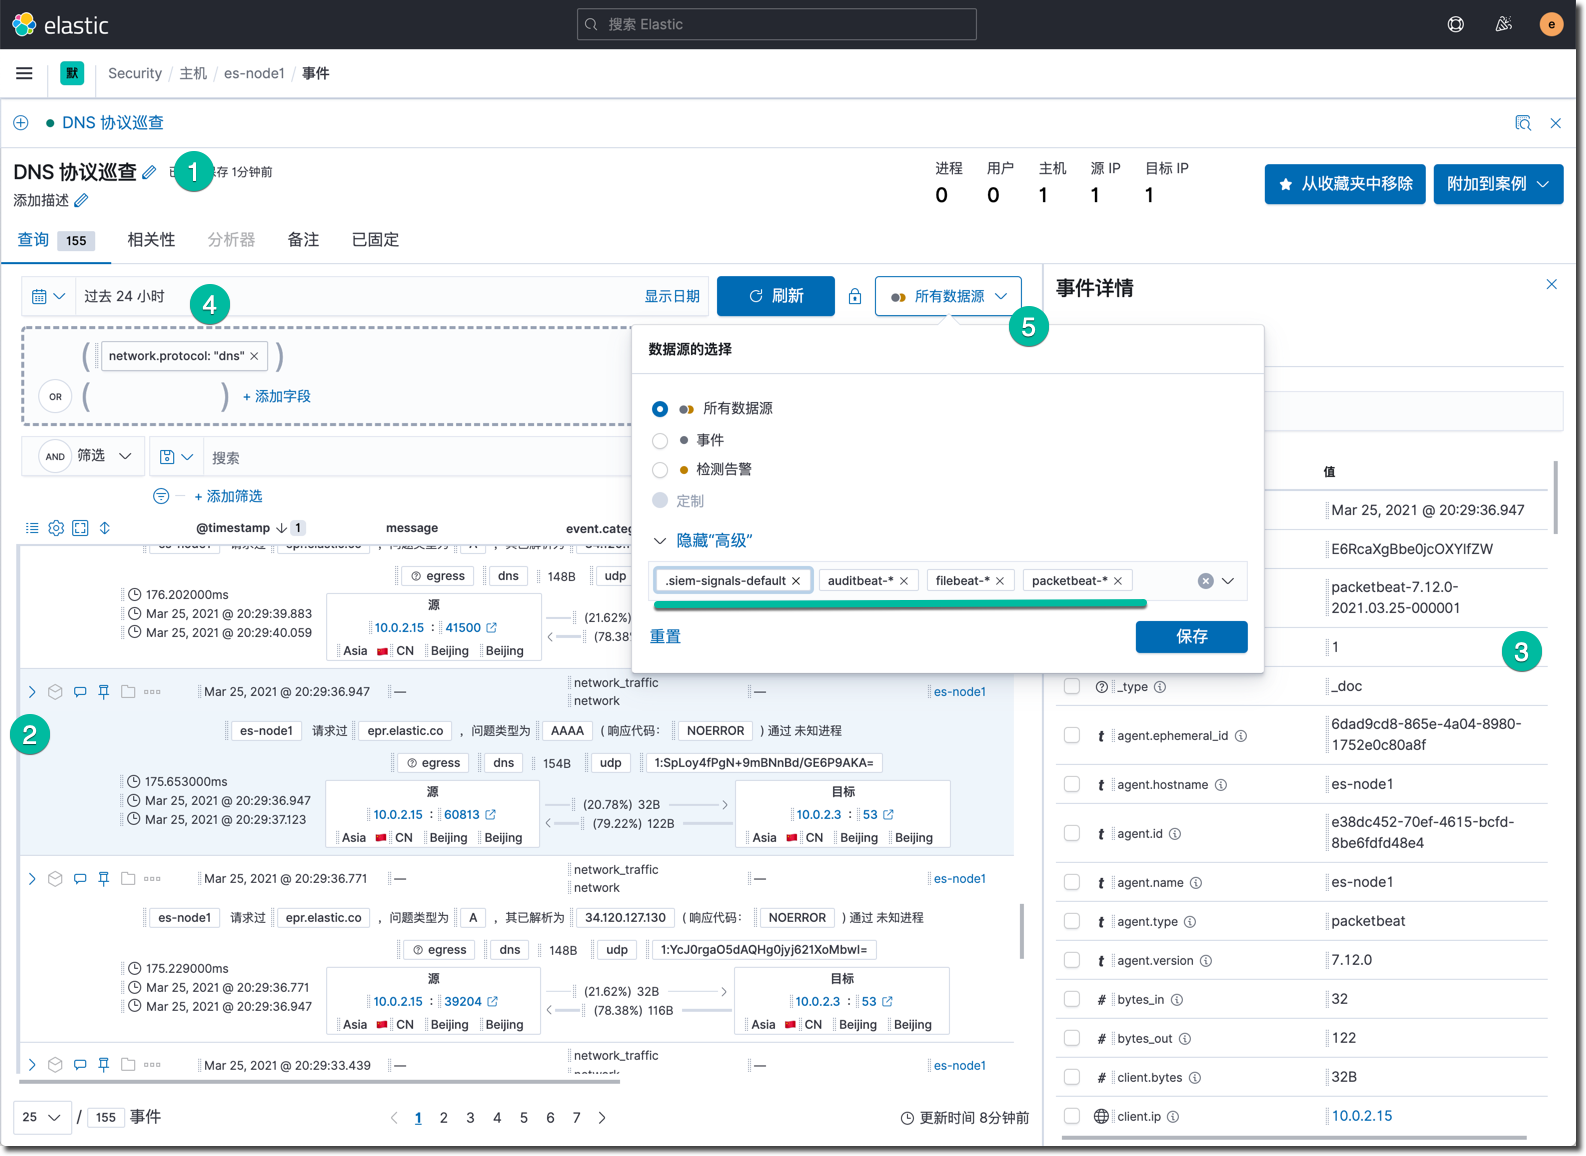 elastic
搜索 Elastic
e
默
Security / 主机 / es-node1 / 事件
DNS 协议巡查
DNS 协议巡查
1
保存 1分钟前
添加描述
进程 用户 主机 源 IP 目标 IP
0 0 1 1 1
从收藏夹中移除
附加到案例
查询 155 相关性 分析器 备注 已固定
过去 24 小时
4
显示日期
刷新
所有数据源
5
事件详情
( network.protocol: "dns" × )
OR ( ) + 添加字段
AND 筛选
搜索
+ 添加筛选
数据源的选择
所有数据源
事件
检测告警
定制
隐藏“高级”
.siem-signals-default × auditbeat-* × filebeat-* × packetbeat-* ×
重置
保存
@timestamp 1 message event.categ
egress dns 148B udp
176.202000ms
Mar 25, 2021 @ 20:29:39.883
Mar 25, 2021 @ 20:29:40.059
源
10.0.2.15 : 41500
Asia CN Beijing Beijing
(21.62%)
(78.38%
2
Mar 25, 2021 @ 20:29:36.947 — network_traffic — es-node1
network
es-node1 请求过 epr.elastic.co ，问题类型为 AAAA （响应代码： NOERROR ）通过 未知进程
egress dns 154B udp 1:SpLoy4fPgN+9mBNnBd/GE6P9AKA=
175.653000ms
Mar 25, 2021 @ 20:29:36.947
Mar 25, 2021 @ 20:29:37.123
源
10.0.2.15 : 60813
Asia CN Beijing Beijing
(20.78%) 32B
(79.22%) 122B
目标
10.0.2.3 : 53
Asia CN Beijing Beijing
Mar 25, 2021 @ 20:29:36.771 — network_traffic — es-node1
network
es-node1 请求过 epr.elastic.co ，问题类型为 A ，其已解析为 34.120.127.130 （响应代码： NOERROR ）通过 未知进程
egress dns 148B udp 1:YcJ0rgaO5dAQHg0jyj621XoMbwI=
175.229000ms
Mar 25, 2021 @ 20:29:36.771
Mar 25, 2021 @ 20:29:36.947
源
10.0.2.15 : 39204
Asia CN Beijing Beijing
(21.62%) 32B
(78.38%) 116B
目标
10.0.2.3 : 53
Asia CN Beijing Beijing
Mar 25, 2021 @ 20:29:33.439 — network_traffic — es-node1
25 / 155 事件
1 2 3 4 5 6 7
更新时间 8分钟前
值
Mar 25, 2021 @ 20:29:36.947
E6RcaXgBbe0jcOXYlfZW
packetbeat-7.12.0-
2021.03.25-000001
1
3
_type _doc
agent.ephemeral_id 6dad9cd8-865e-4a04-8980-
1752e0c80a8f
agent.hostname es-node1
agent.id e38dc452-70ef-4615-bcfd-
8be6fdfd48e4
agent.name es-node1
agent.type packetbeat
agent.version 7.12.0
bytes_in 32
bytes_out 122
client.bytes 32B
client.ip 10.0.2.15